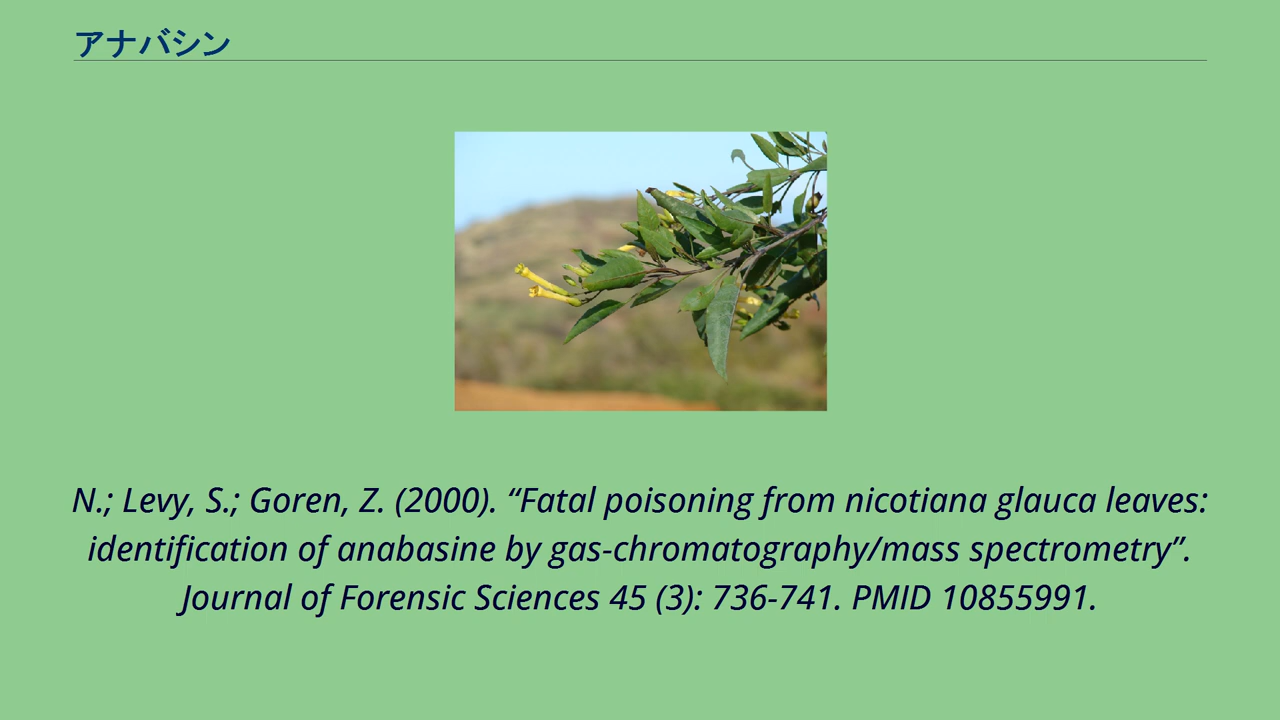 アナバシン
N.; Levy, S.; Goren, Z. (2000). “Fatal poisoning from nicotiana glauca leaves:
identification of anabasine by gas-chromatography/mass spectrometry”.
Journal of Forensic Sciences 45 (3): 736-741. PMID 10855991.